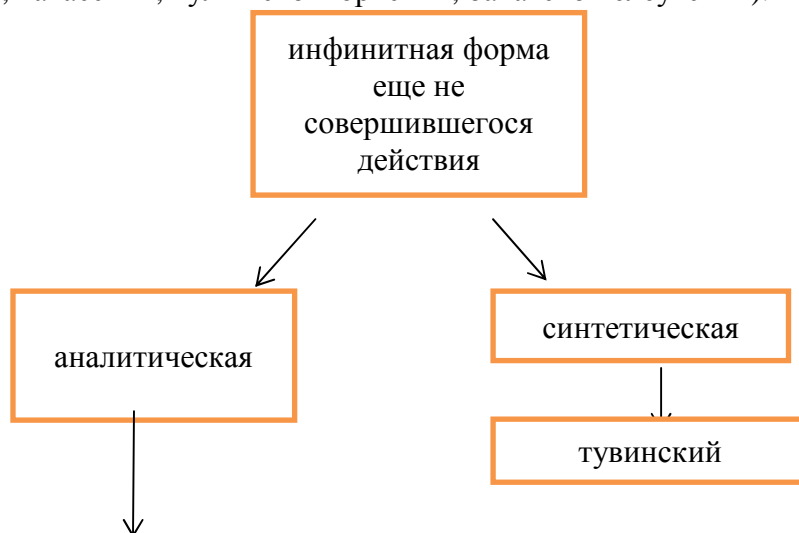 инфинитная форма
еще не
совершившегося
действия
аналитическая
синтетическая
тувинский